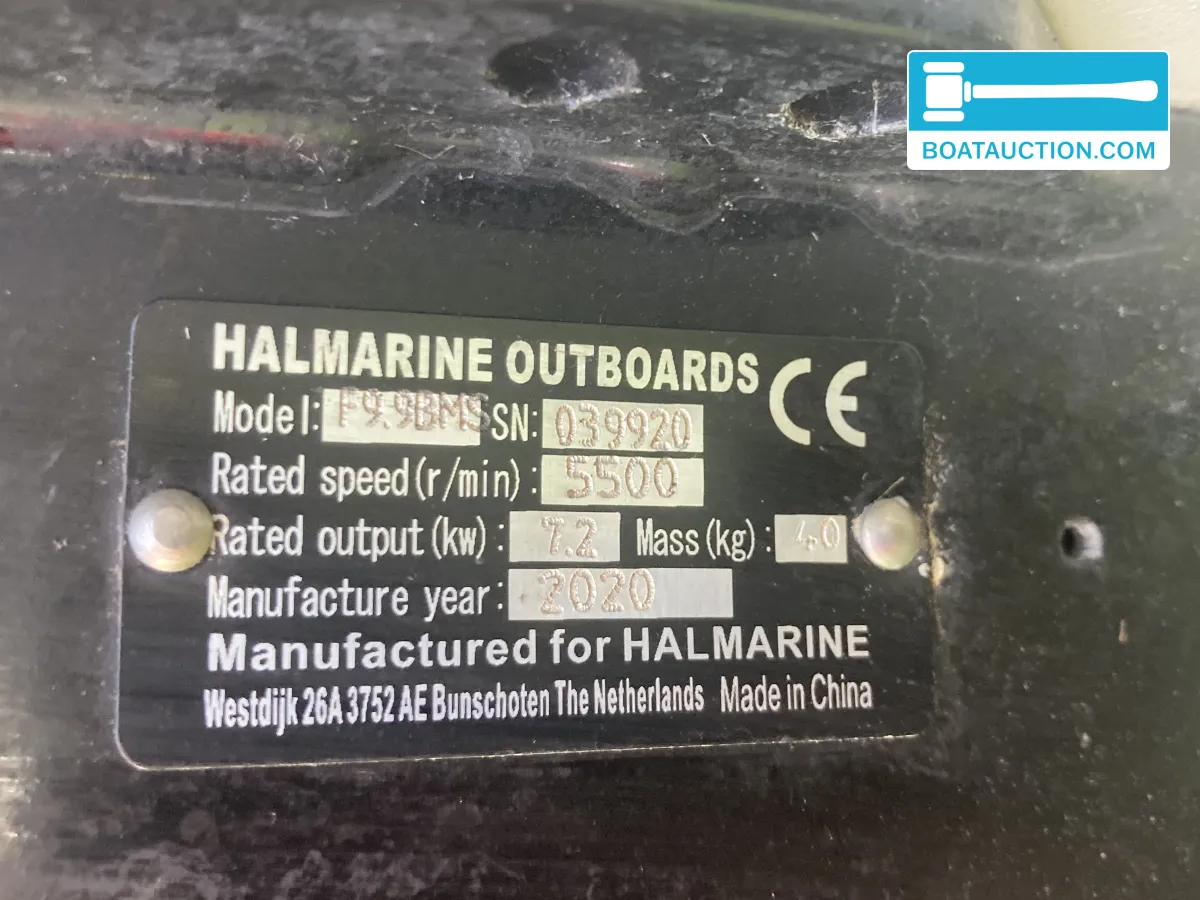 BOATAUCTION.COM
HALMARINE OUTBOARDS CE
Model: F9.9BMS SN: 039920
Rated speed(r/min): 5500
Rated output(kw): 7.2 Mass(kg): 40
Manufacture year: 2020
Manufactured for HALMARINE
Westdijk 26A 3752 AE Bunschoten The Netherlands Made in China